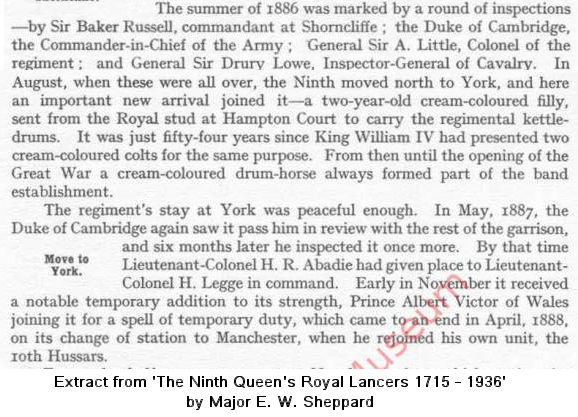 The summer of 1886 was marked by a round of inspections
—by Sir Baker Russell, commandant at Shorncliffe ; the Duke of Cambridge,
the Commander-in-Chief of the Army ; General Sir A. Little, Colonel of the
regiment ; and General Sir Drury Lowe, Inspector-General of Cavalry. In
August, when these were all over, the Ninth moved north to York, and here
an important new arrival joined it—a two-year-old cream-coloured filly,
sent from the Royal stud at Hampton Court to carry the regimental kettle-
drums. It was just fifty-four years since King William IV had presented two
cream-coloured colts for the same purpose. From then until the opening of the
Great War a cream-coloured drum-horse always formed part of the band
establishment.
The regiment's stay at York was peaceful enough. In May, 1887, the
Duke of Cambridge again saw it pass him in review with the rest of the garrison,
and six months later he inspected it once more. By that time
Move to
York.
Lieutenant-Colonel H. R. Abadie had given place to Lieutenant-
Colonel H. Legge in command. Early in November it received
a notable temporary addition to its strength, Prince Albert Victor of Wales
joining it for a spell of temporary duty, which came to an end in April, 1888,
on its change of station to Manchester, when he rejoined his own unit, the
10th Hussars.
Museum
Extract from 'The Ninth Queen's Royal Lancers 1715 - 1936'
by Major E. W. Sheppard